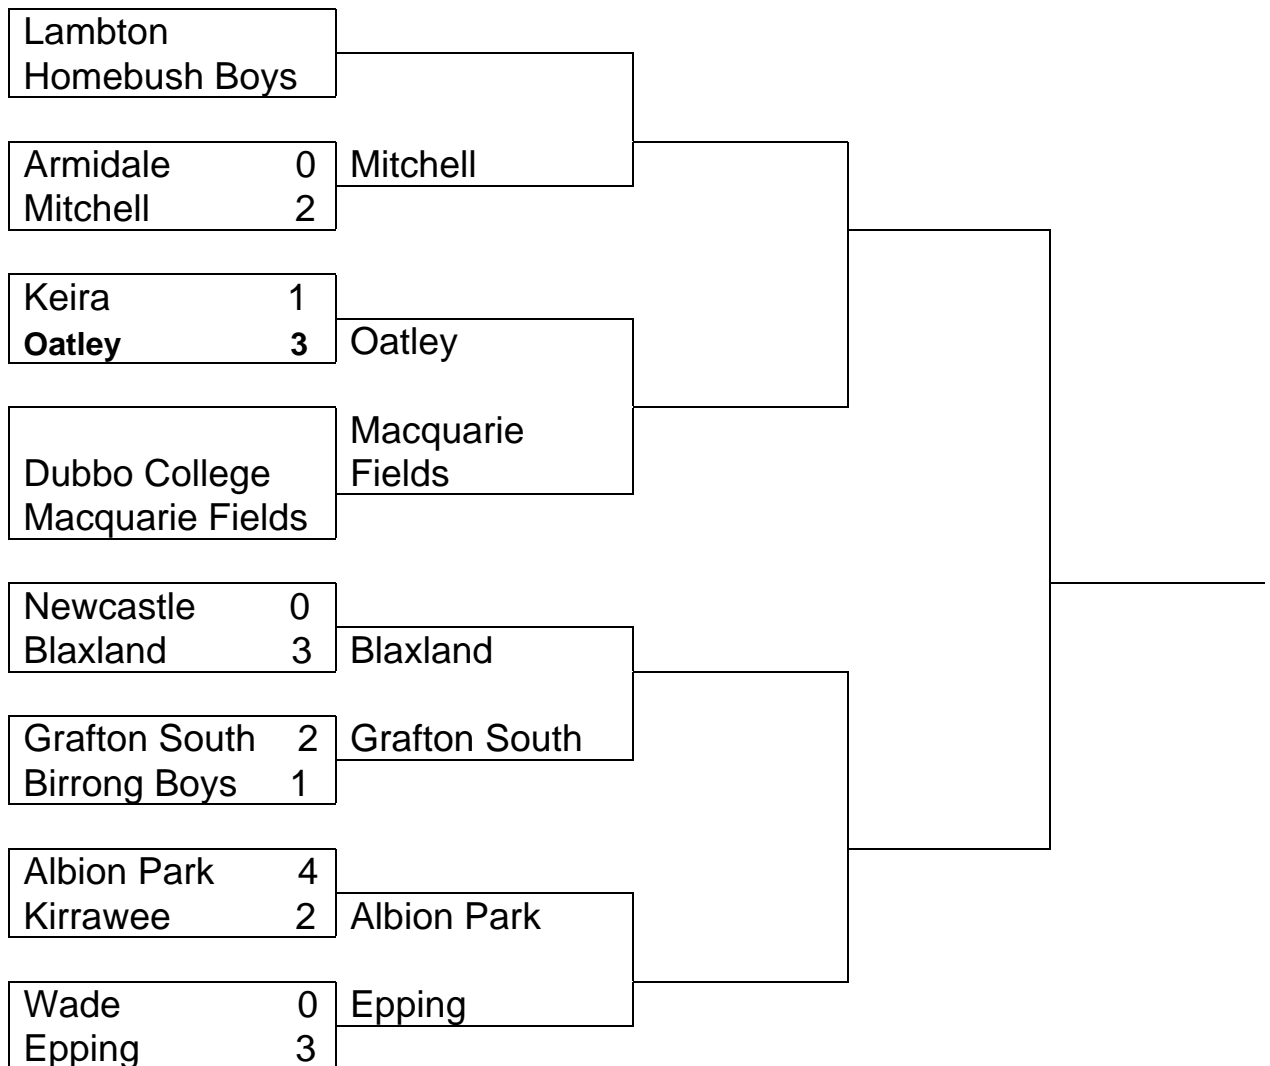 Lambton
Homebush Boys
Armidale 0
Mitchell 2
Mitchell
Keira 1
Oatley 3
Oatley
Dubbo College
Macquarie Fields
Macquarie
Fields
Newcastle 0
Blaxland 3
Blaxland
Grafton South 2
Birrong Boys 1
Grafton South
Albion Park 4
Kirrawee 2
Albion Park
Wade 0
Epping 3
Epping